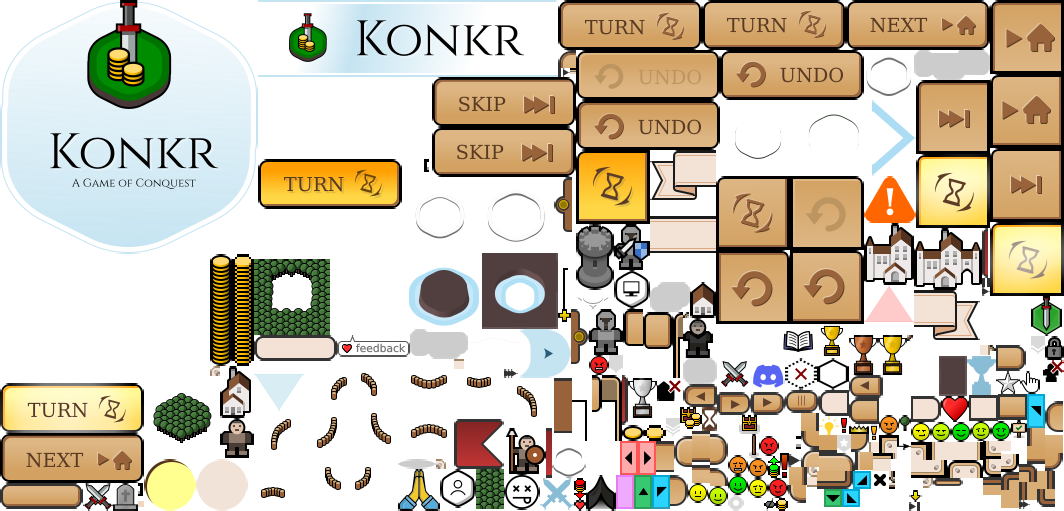 KONKR
A GAME OF CONQUEST
KONKR
TURN
TURN
NEXT
UNDO
UNDO
SKIP
UNDO
SKIP
TURN
feedback
TURN
NEXT